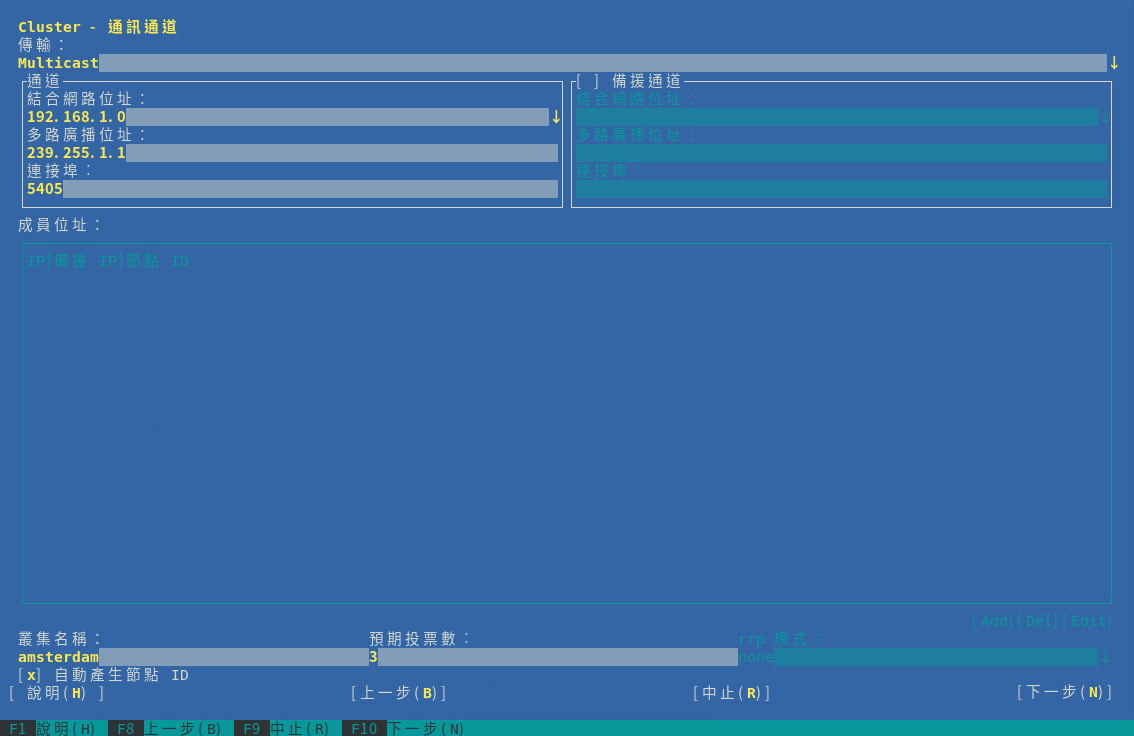 Cluster - 通訊通道
傳輸：
Multicast↓
通道
結合網路位址：
192.168.1.0↓
多路廣播位址：
239.255.1.1
連接埠：
5405
[ ] 備援通道
結合網路位址：
↓
多路廣播位址：
連接埠：
成員位址：
IP│備援 IP│節點 ID
[Add][Del][Edit]
叢集名稱： 預期投票數： rrp 模式：
amsterdam 3 none↓
[x] 自動產生節點 ID
[ 說明(H) ] [上一步(B)] [中止(R)] [下一步(N)]
F1 說明(H) F8 上一步(B) F9 中止(R) F10 下一步(N)